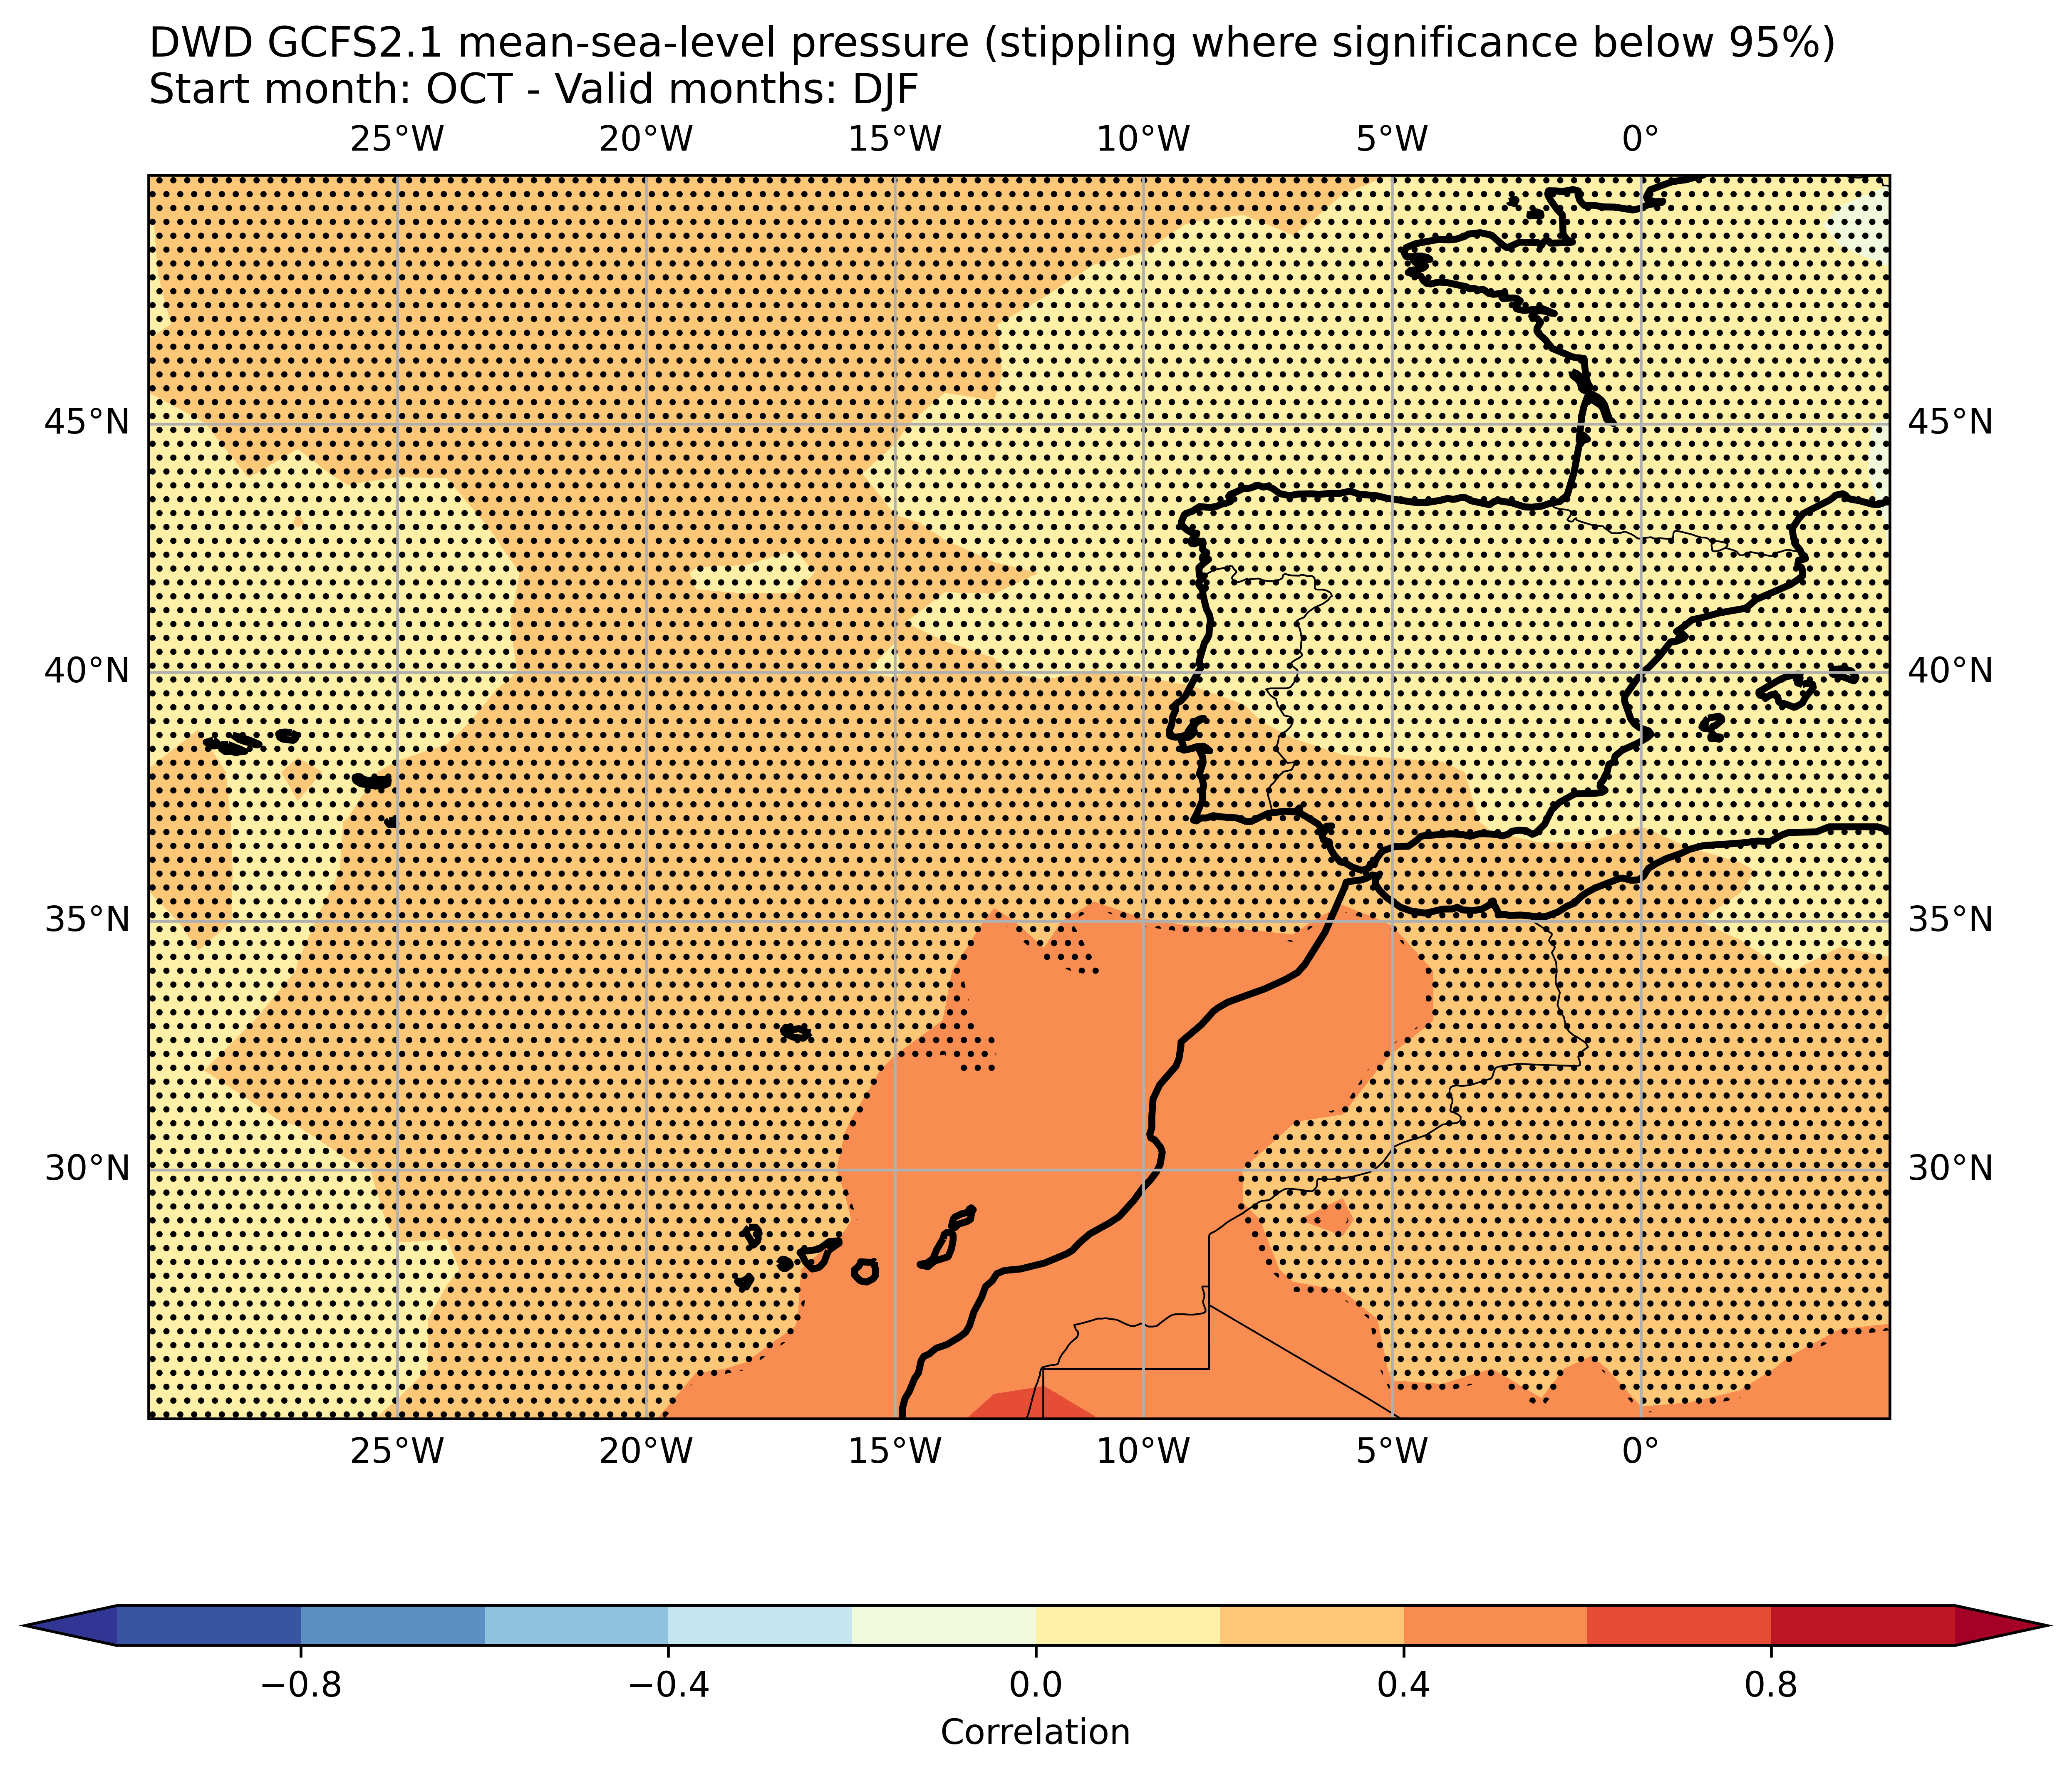 DWD GCFS2.1 mean-sea-level pressure (stippling where significance below 95%)
Start month: OCT - Valid months: DJF
25°W 20°W 15°W 10°W 5°W 0°
45°N 45°N
40°N 40°N
35°N 35°N
30°N 30°N
25°W 20°W 15°W 10°W 5°W 0°
−0.8 −0.4 0.0 0.4 0.8
Correlation